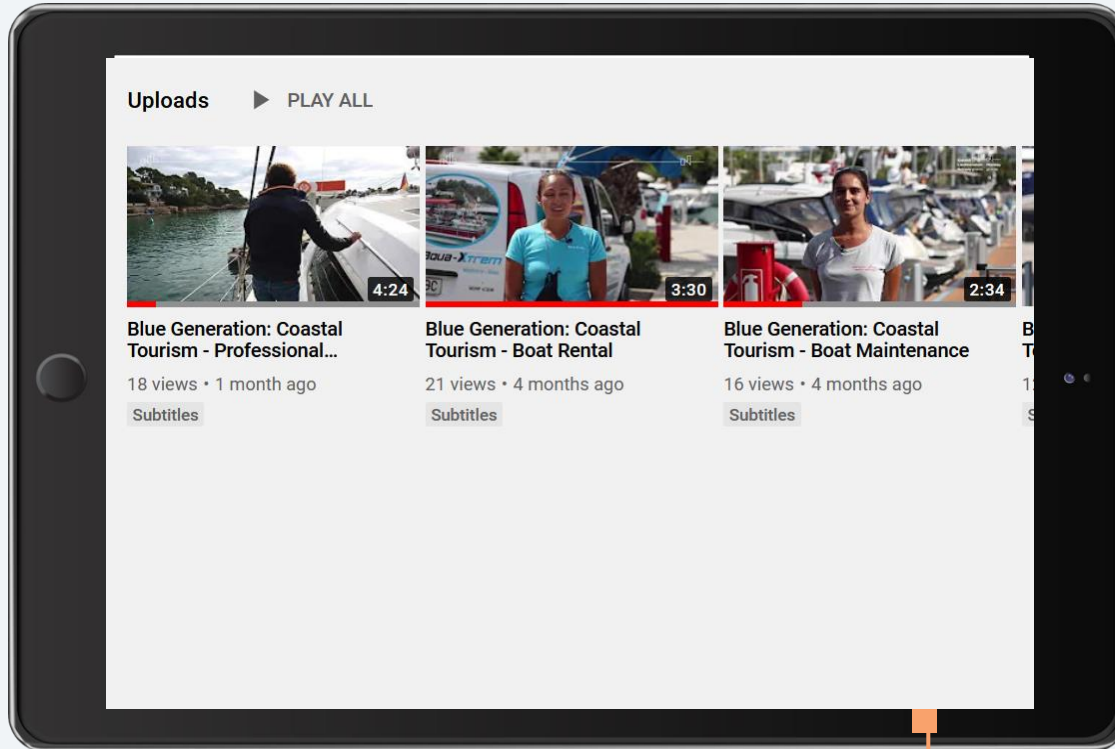 Uploads
PLAY ALL
AQUA-XTREM
4:24
3:30
2:34
Blue Generation: Coastal
Tourism - Professional...
18 views • 1 month ago
Subtitles
Blue Generation: Coastal
Tourism - Boat Rental
21 views • 4 months ago
Subtitles
Blue Generation: Coastal
Tourism - Boat Maintenance
16 views • 4 months ago
Subtitles